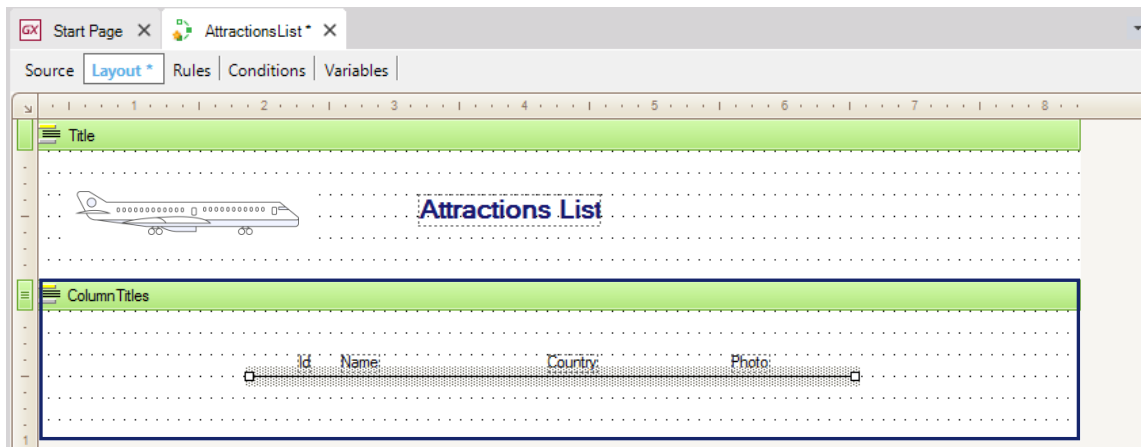 GX Start Page AttractionsList *
Source Layout * Rules Conditions Variables
1 2 3 4 5 6 7 8
Title
Attractions List
ColumnTitles
Id Name Country Photo
1